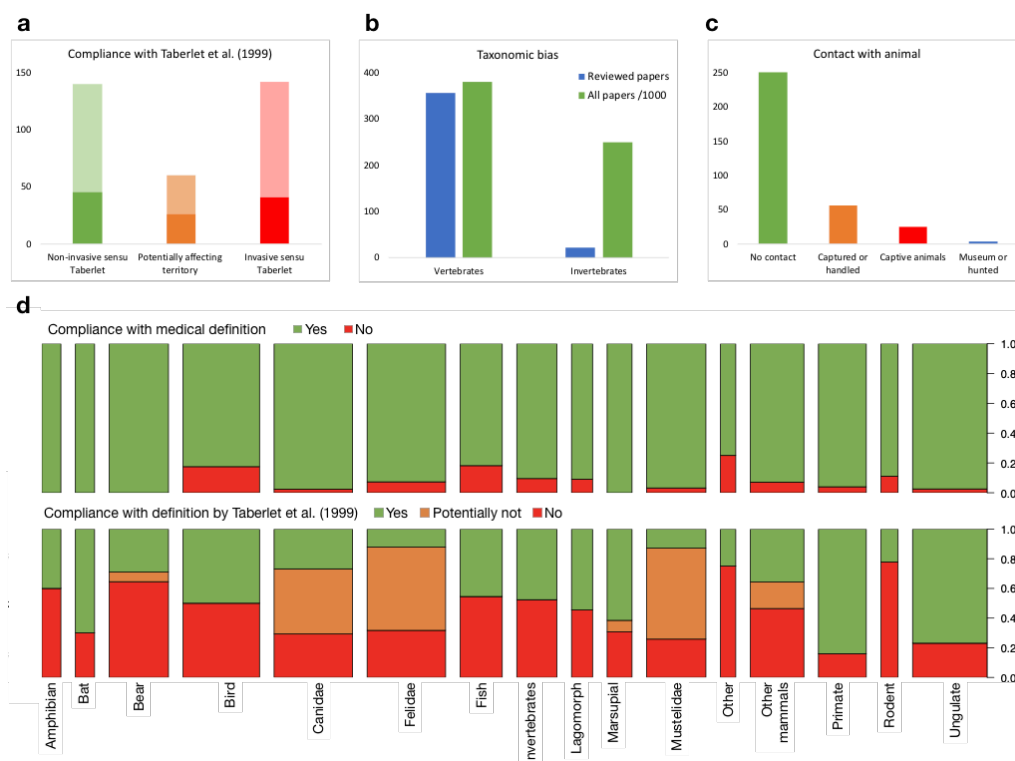 a
Compliance with Taberlet et al. (1999)
150
100
50
0
Non-invasive sensu
Taberlet
Potentially affecting
territory
Invasive sensu
Taberlet
b
Taxonomic bias
Reviewed papers
All papers /1000
400
300
200
100
0
Vertebrates
Invertebrates
c
Contact with animal
250
200
150
100
50
0
No contact
Captured or
handled
Captive animals
Museum or
hunted
d
Compliance with medical definition
Yes
No
1.0
0.8
0.6
0.4
0.2
0.0
Compliance with definition by Taberlet et al. (1999)
Yes
Potentially not
No
1.0
0.8
0.6
0.4
0.2
0.0
Amphibian
Bat
Bear
Bird
Canidae
Felidae
Fish
nvertebrates
Lagomorph
Marsupial
Mustelidae
Other
Other
mammals
Primate
Rodent
Ungulate